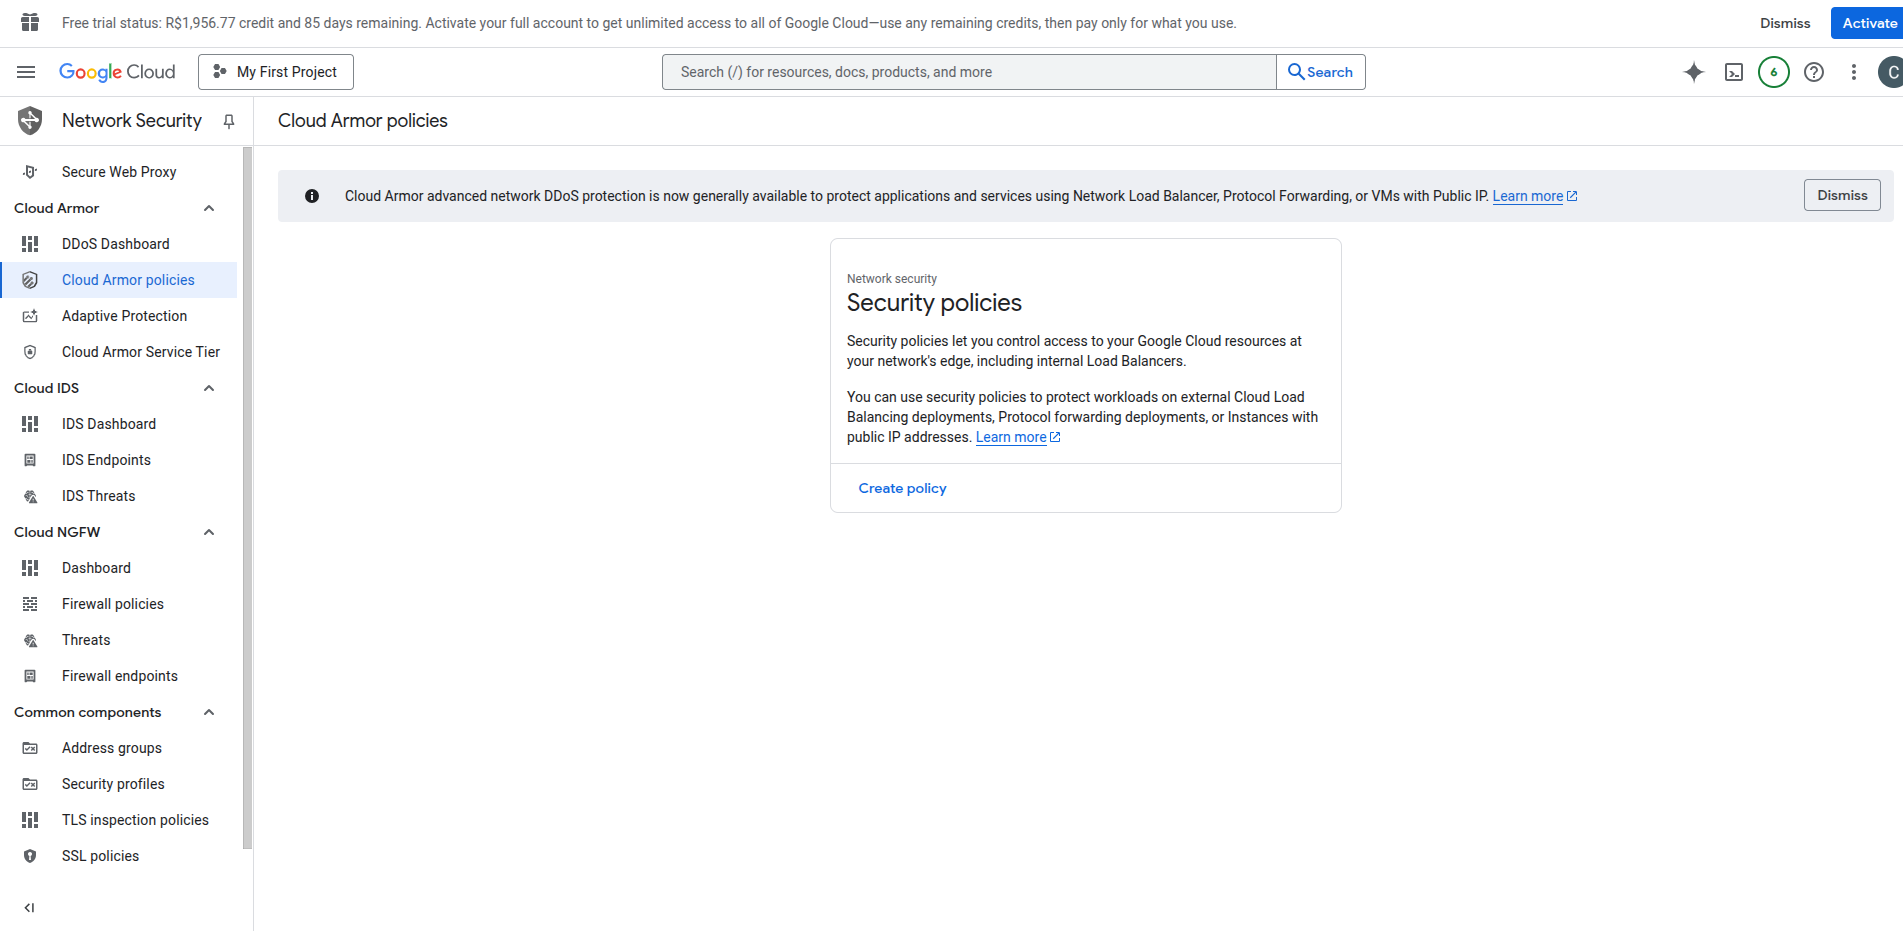 Free trial status: R$1,956.77 credit and 85 days remaining. Activate your full account to get unlimited access to all of Google Cloud—use any remaining credits, then pay only for what you use.
Dismiss
Activate
Google Cloud
My First Project
Search (/) for resources, docs, products, and more
Search
6
C
Network Security
Cloud Armor policies
Secure Web Proxy
Cloud Armor
DDoS Dashboard
Cloud Armor policies
Adaptive Protection
Cloud Armor Service Tier
Cloud IDS
IDS Dashboard
IDS Endpoints
IDS Threats
Cloud NGFW
Dashboard
Firewall policies
Threats
Firewall endpoints
Common components
Address groups
Security profiles
TLS inspection policies
SSL policies
Cloud Armor advanced network DDoS protection is now generally available to protect applications and services using Network Load Balancer, Protocol Forwarding, or VMs with Public IP. Learn more
Dismiss
Network security
Security policies
Security policies let you control access to your Google Cloud resources at
your network's edge, including internal Load Balancers.
You can use security policies to protect workloads on external Cloud Load
Balancing deployments, Protocol forwarding deployments, or Instances with
public IP addresses. Learn more
Create policy